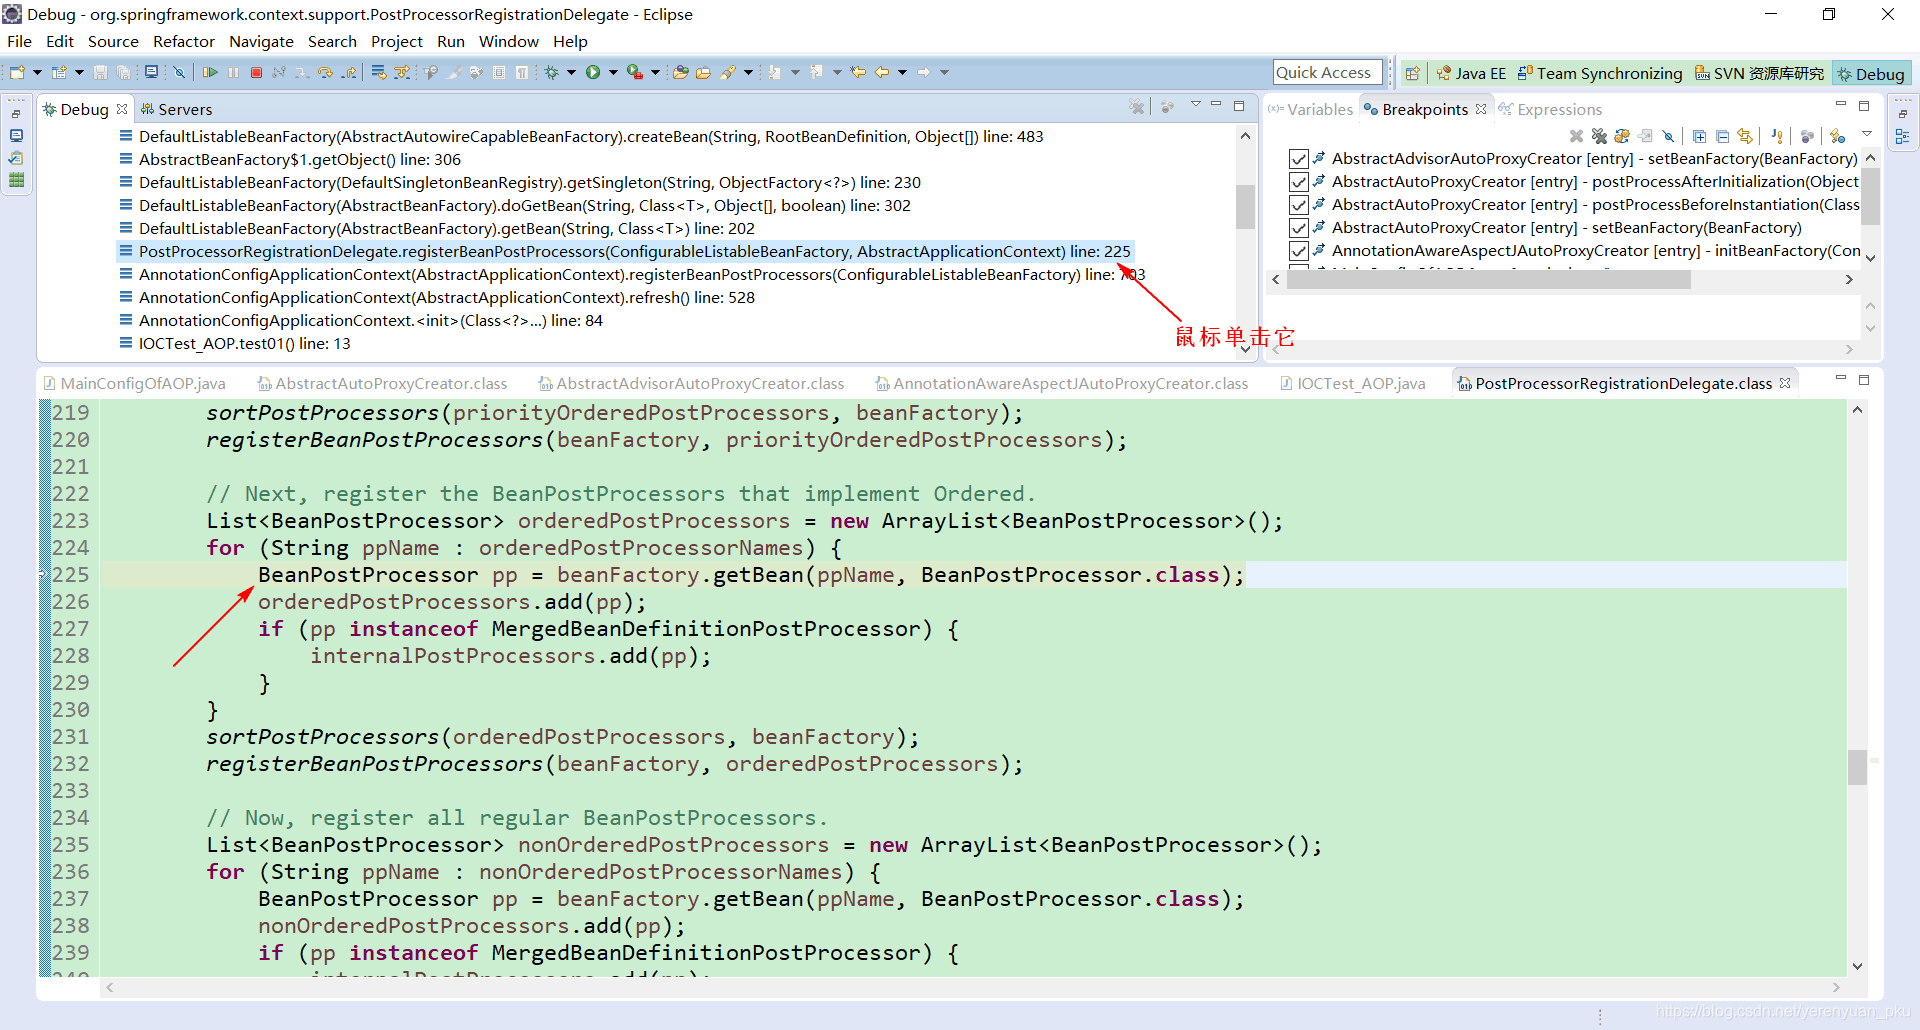 Debug - org.springframework.context.support.PostProcessorRegistrationDelegate - Eclipse
File Edit Source Refactor Navigate Search Project Run Window Help
Quick Access Java EE Team Synchronizing SVN 资源库研究 Debug
Debug Servers
DefaultListableBeanFactory(AbstractAutowireCapableBeanFactory).createBean(String, RootBeanDefinition, Object[]) line: 483
AbstractBeanFactory$1.getObject() line: 306
DefaultListableBeanFactory(DefaultSingletonBeanRegistry).getSingleton(String, ObjectFactory<?>) line: 230
DefaultListableBeanFactory(AbstractBeanFactory).doGetBean(String, Class<T>, Object[], boolean) line: 302
DefaultListableBeanFactory(AbstractBeanFactory).getBean(String, Class<T>) line: 202
PostProcessorRegistrationDelegate.registerBeanPostProcessors(ConfigurableListableBeanFactory, AbstractApplicationContext) line: 225
AnnotationConfigApplicationContext(AbstractApplicationContext).registerBeanPostProcessors(ConfigurableListableBeanFactory) line: 703
AnnotationConfigApplicationContext(AbstractApplicationContext).refresh() line: 528
AnnotationConfigApplicationContext.<init>(Class<?>...) line: 84
IOCTest_AOP.test01() line: 13
鼠标单击它
(x)= Variables Breakpoints Expressions
AbstractAdvisorAutoProxyCreator [entry] - setBeanFactory(BeanFactory)
AbstractAutoProxyCreator [entry] - postProcessAfterInitialization(Object
AbstractAutoProxyCreator [entry] - postProcessBeforeInstantiation(Class
AbstractAutoProxyCreator [entry] - setBeanFactory(BeanFactory)
AnnotationAwareAspectJAutoProxyCreator [entry] - initBeanFactory(Con
MainConfigOfAOP.java AbstractAutoProxyCreator.class AbstractAdvisorAutoProxyCreator.class AnnotationAwareAspectJAutoProxyCreator.class IOCTest_AOP.java PostProcessorRegistrationDelegate.class
219 sortPostProcessors(priorityOrderedPostProcessors, beanFactory);
220 registerBeanPostProcessors(beanFactory, priorityOrderedPostProcessors);
221
222 // Next, register the BeanPostProcessors that implement Ordered.
223 List<BeanPostProcessor> orderedPostProcessors = new ArrayList<BeanPostProcessor>();
224 for (String ppName : orderedPostProcessorNames) {
225 BeanPostProcessor pp = beanFactory.getBean(ppName, BeanPostProcessor.class);
226 orderedPostProcessors.add(pp);
227 if (pp instanceof MergedBeanDefinitionPostProcessor) {
228 internalPostProcessors.add(pp);
229 }
230 }
231 sortPostProcessors(orderedPostProcessors, beanFactory);
232 registerBeanPostProcessors(beanFactory, orderedPostProcessors);
233
234 // Now, register all regular BeanPostProcessors.
235 List<BeanPostProcessor> nonOrderedPostProcessors = new ArrayList<BeanPostProcessor>();
236 for (String ppName : nonOrderedPostProcessorNames) {
237 BeanPostProcessor pp = beanFactory.getBean(ppName, BeanPostProcessor.class);
238 nonOrderedPostProcessors.add(pp);
239 if (pp instanceof MergedBeanDefinitionPostProcessor) {
240 internalPostProcessors.add(pp);
https://blog.csdn.net/yerenyuan_pku